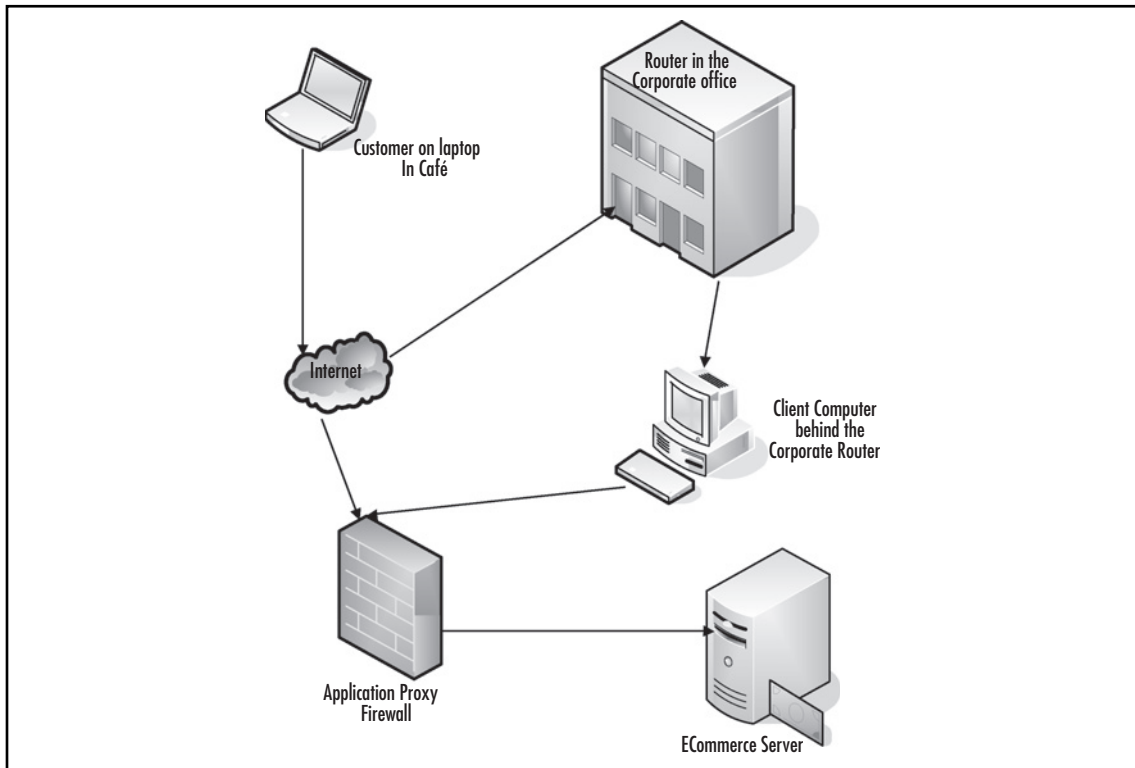 Router in the
Corporate office
Customer on laptop
In Café
Internet
Client Computer
behind the
Corporate Router
Application Proxy
Firewall
ECommerce Server